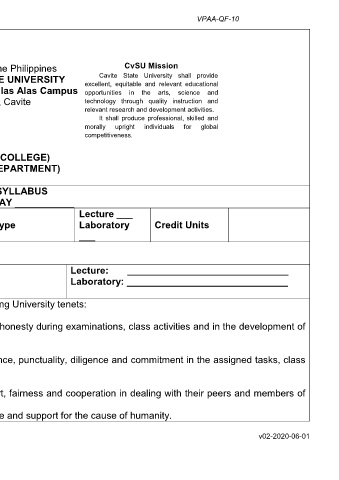 VPAA-QF-10
CvSU Mission
Cavite State University shall provide
excellent, equitable and relevant educational
opportunities in the arts, science and
technology through quality instruction and
relevant research and development activities.
It shall produce professional, skilled and
morally upright individuals for global
competitiveness.
he Philippines
E UNIVERSITY
las Alas Campus
, Cavite
COLLEGE)
EPARTMENT)
SYLLABUS
AY ____________
ype
Lecture ___
Laboratory
___
Credit Units
Lecture: ______________________________
Laboratory: ______________________________
ng University tenets:
honesty during examinations, class activities and in the development of
nce, punctuality, diligence and commitment in the assigned tasks, class
t, fairness and cooperation in dealing with their peers and members of
e and support for the cause of humanity.
v02-2020-06-01